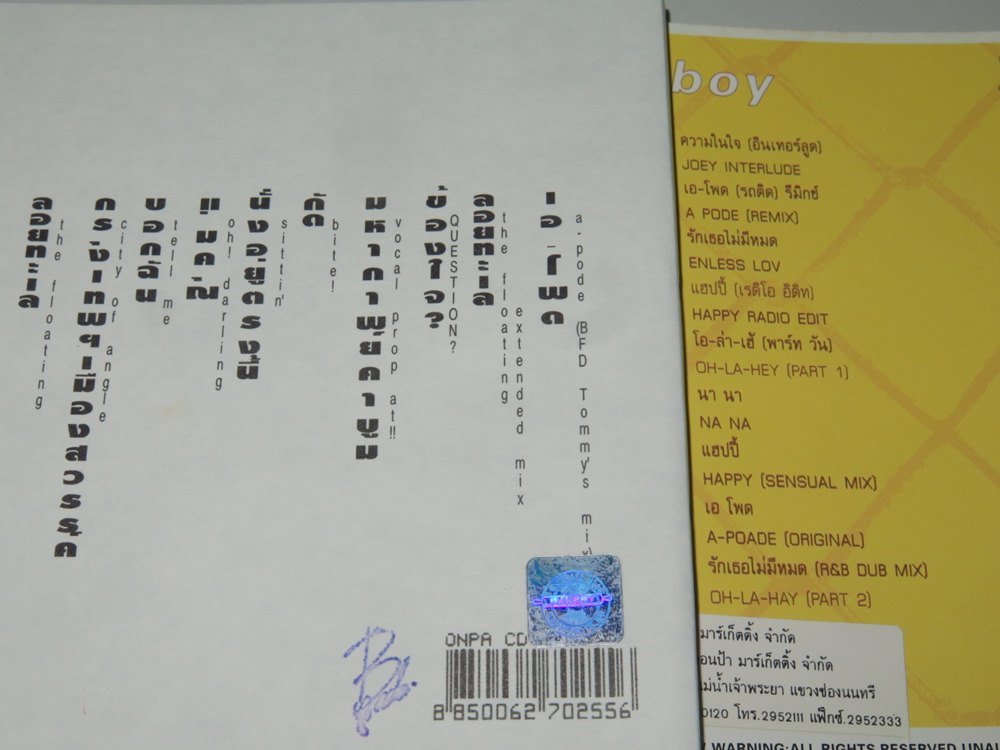 ลอยทะเล
the floating
กรุงเทพฯเมืองสวรรค์
city of angle
บอกฉัน
tell me
แม่คุณ
oh! darling
นั่งอยู่ตรงนี้
sittin'
กัด
bite!
มหากาพย์คาบูม
vocal prop at!!
ข้องใจจุ
QUESTION?
ลอยทะเล
the floating
extended mix
เอ-โพด
a-pode (BFD Tommy's mix)
ONPA CD
8 850062 702556
boy
ความในใจ (อินเทอร์ลูด)
JOEY INTERLUDE
เอ-โพด (รถติด) รีมิกซ์
A PODE (REMIX)
รักเธอไม่มีหมด
ENLESS LOV
แฮปปี้ (เรดิโอ อิดิท)
HAPPY RADIO EDIT
โอ-ล่า-เฮ้ (พาร์ท วัน)
OH-LA-HEY (PART 1)
นา นา
NA NA
แฮปปี้
HAPPY (SENSUAL MIX)
เอ โพด
A-POADE (ORIGINAL)
รักเธอไม่มีหมด (R&B DUB MIX)
OH-LA-HAY (PART 2)
มาร์เก็ตติ้ง จำกัด
อนป้า มาร์เก็ตติ้ง จำกัด
แม่น้ำเจ้าพระยา แขวงช่องนนทรี
0120 โทร.2952111 แฟ็กซ์.2952333
WARNING:ALL RIGHTS RESERVED UNAU